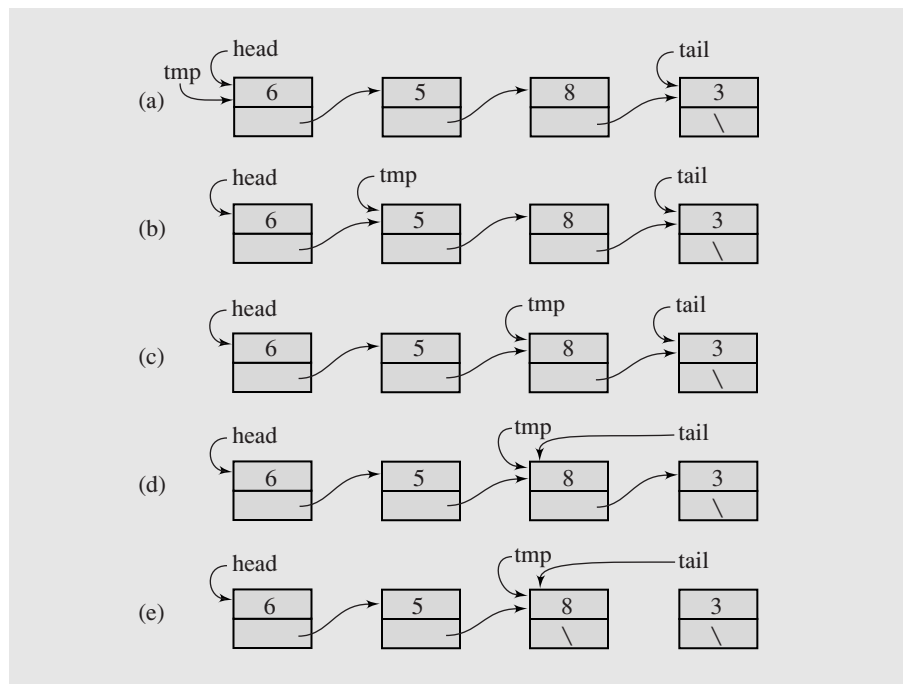 head
tmp
tail
(a) 6 5 8 3
\
head
tmp
tail
(b) 6 5 8 3
\
head
tmp
tail
(c) 6 5 8 3
\
head
tmp
tail
(d) 6 5 8 3
\
head
tmp
tail
(e) 6 5 8 3
\ \